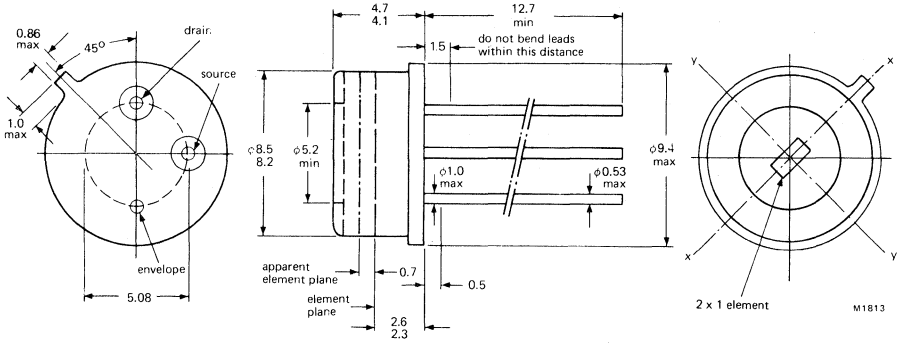 0.86
max
45°
drain
source
1.0
max
envelope
5.08
4.7
4.1
12.7
min
1.5
do not bend leads
within this distance
φ8.5
8.2
φ5.2
min
φ1.0
max
φ0.53
max
φ9.4
max
apparent
element plane
0.7
0.5
element
plane
2.6
2.3
y
x
x
y
2 x 1 element
M1813